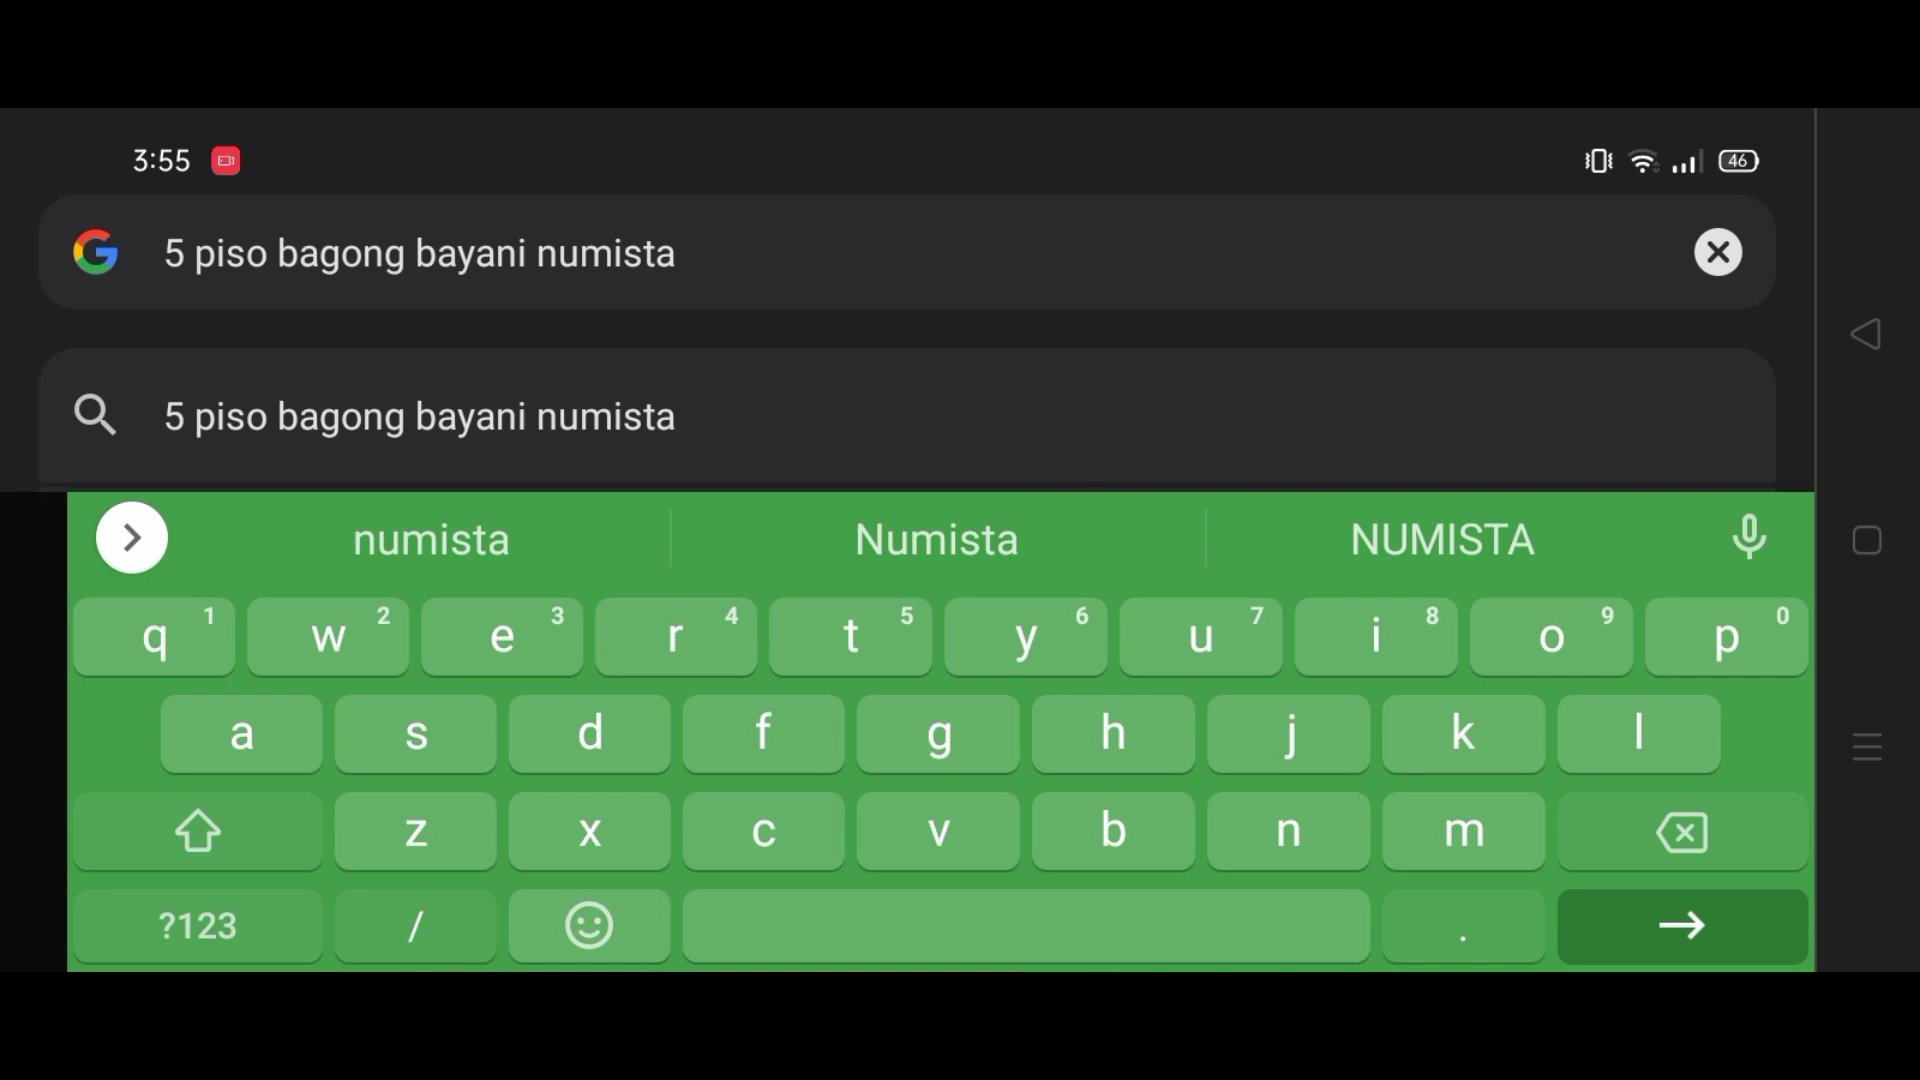 3:55 46
5 piso bagong bayani numista
5 piso bagong bayani numista
numista Numista NUMISTA
q 1 w 2 e 3 r 4 t 5 y 6 u 7 i 8 o 9 p 0
a s d f g h j k l
z x c v b n m
?123 / .